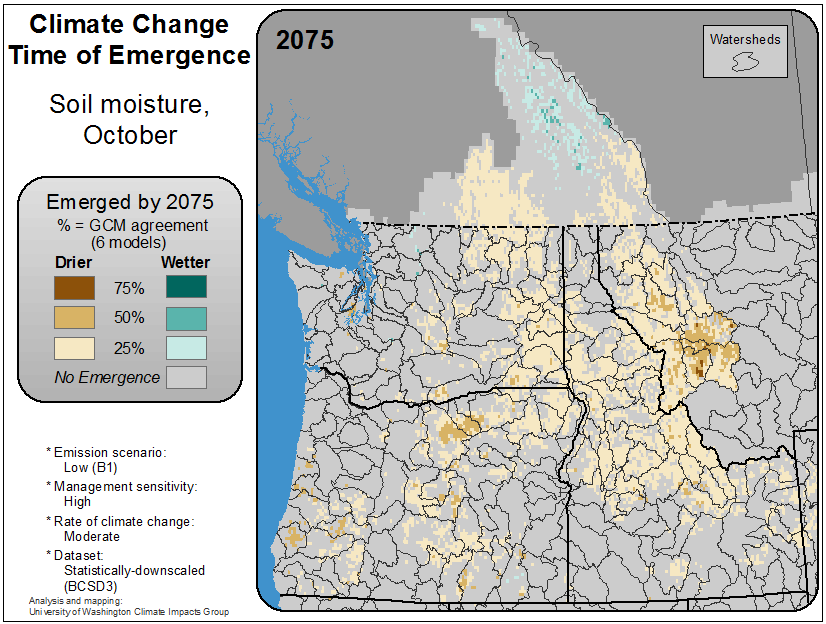 Climate Change
Time of Emergence
Soil moisture,
October
Emerged by 2075
% = GCM agreement
(6 models)
Drier Wetter
75%
50%
25%
No Emergence
* Emission scenario:
Low (B1)
* Management sensitivity:
High
* Rate of climate change:
Moderate
* Dataset:
Statistically-downscaled
(BCSD3)
Analysis and mapping:
University of Washington Climate Impacts Group
2075
Watersheds